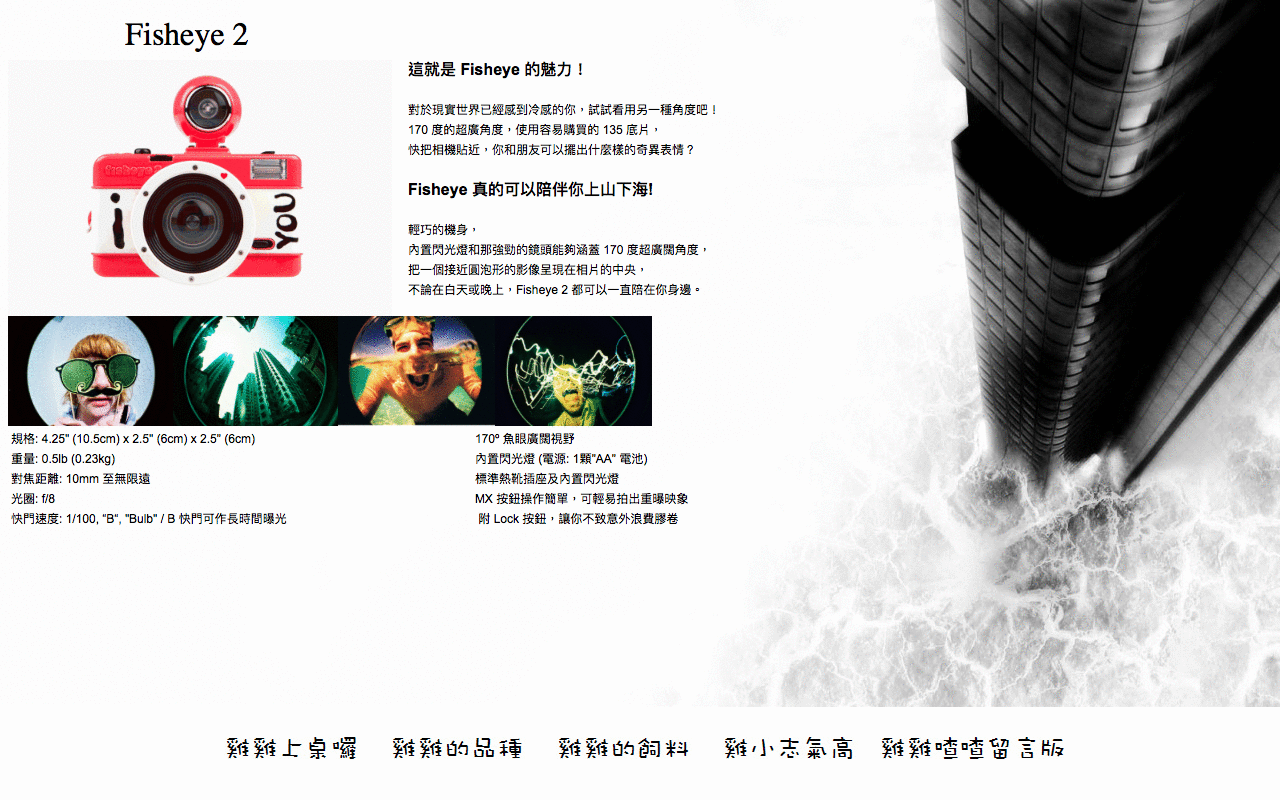 Fisheye 2
這就是 Fisheye 的魅力！
對於現實世界已經感到冷感的你，試試看用另一種角度吧！
170 度的超廣角度，使用容易購買的 135 底片，
快把相機貼近，你和朋友可以擺出什麼樣的奇異表情？
Fisheye 真的可以陪伴你上山下海!
輕巧的機身，
內置閃光燈和那強勁的鏡頭能夠涵蓋 170 度超廣闊角度，
把一個接近圓泡形的影像呈現在相片的中央，
不論在白天或晚上，Fisheye 2 都可以一直陪在你身邊。
i
YOU
規格: 4.25" (10.5cm) x 2.5" (6cm) x 2.5" (6cm)
重量: 0.5lb (0.23kg)
對焦距離: 10mm 至無限遠
光圈: f/8
快門速度: 1/100, "B", "Bulb" / B 快門可作長時間曝光
170º 魚眼廣闊視野
內置閃光燈 (電源: 1顆"AA" 電池)
標準熱靴插座及內置閃光燈
MX 按鈕操作簡單，可輕易拍出重曝映象
附 Lock 按鈕，讓你不致意外浪費膠卷
雞雞上桌囉 雞雞的品種 雞雞的飼料 雞小志氣高 雞雞喳喳留言版